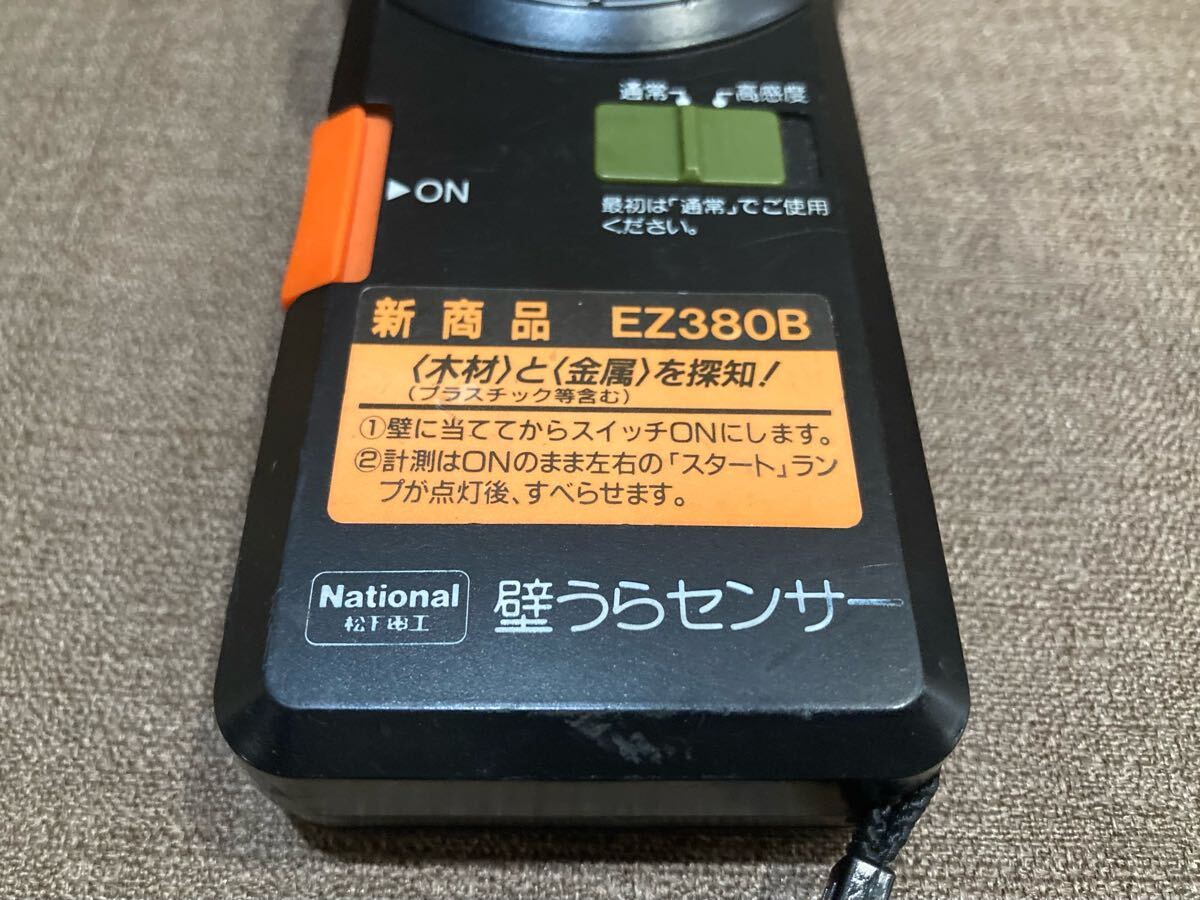 通常 高感度
▶ON
最初は「通常」でご使用
ください。
新商品 EZ380B
〈木材〉と〈金属〉を探知!
(プラスチック等含む)
①壁に当ててからスイッチONにします。
②計測はONのまま左右の「スタート」ラン
プが点灯後、すべらせます。
National
松下電工
壁うらセンサー